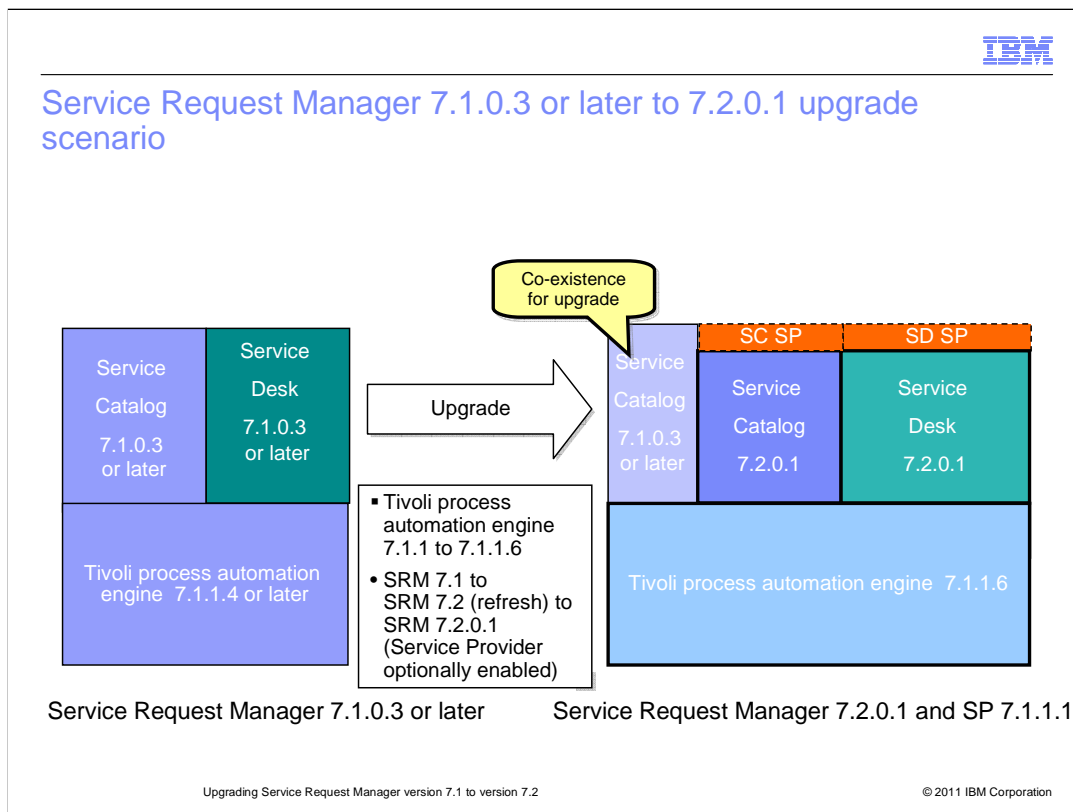 IBM
Service Request Manager 7.1.0.3 or later to 7.2.0.1 upgrade
scenario
Service
Catalog
7.1.0.3
or later
Service
Desk
7.1.0.3
or later
Tivoli process automation
engine 7.1.1.4 or later
Service Request Manager 7.1.0.3 or later
Upgrade
▪ Tivoli process
automation engine
7.1.1 to 7.1.1.6
• SRM 7.1 to
SRM 7.2 (refresh) to
SRM 7.2.0.1
(Service Provider
optionally enabled)
Co-existence
for upgrade
Service
Catalog
7.1.0.3
or later
SC SP
Service
Catalog
7.2.0.1
SD SP
Service
Desk
7.2.0.1
Tivoli process automation engine 7.1.1.6
Service Request Manager 7.2.0.1 and SP 7.1.1.1
Upgrading Service Request Manager version 7.1 to version 7.2
© 2011 IBM Corporation